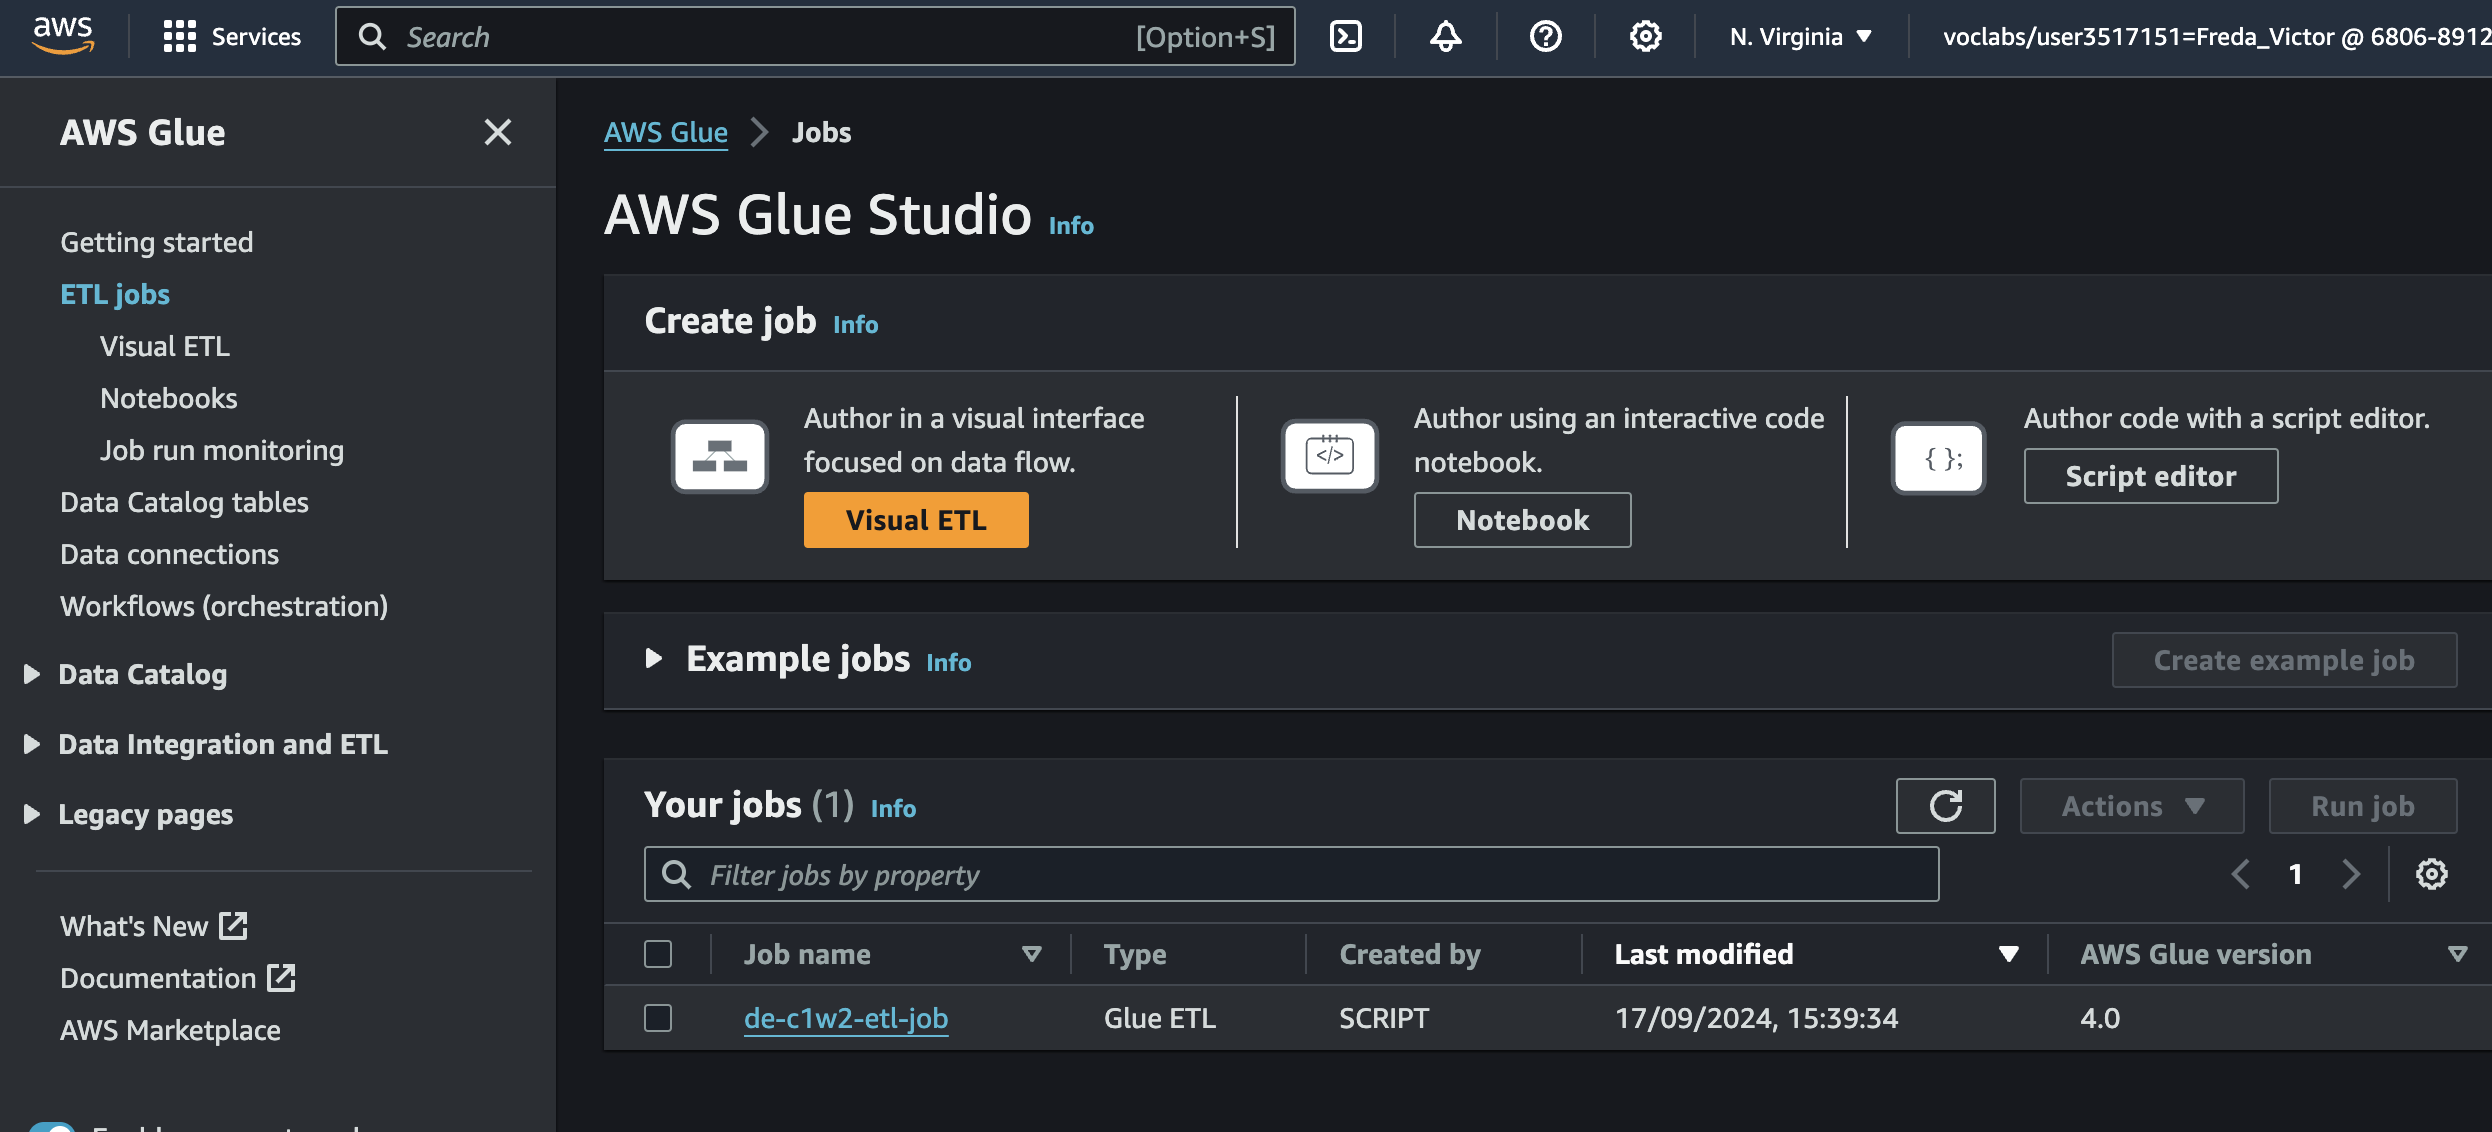 aws
Services
Search
[Option+S]
N. Virginia
voclabs/user3517151=Freda_Victor @ 6806-8912
AWS Glue
Getting started
ETL jobs
Visual ETL
Notebooks
Job run monitoring
Data Catalog tables
Data connections
Workflows (orchestration)
Data Catalog
Data Integration and ETL
Legacy pages
What's New
Documentation
AWS Marketplace
AWS Glue > Jobs
AWS Glue Studio Info
Create job Info
Author in a visual interface
focused on data flow.
Visual ETL
Author using an interactive code
notebook.
</>
Notebook
{ };
Author code with a script editor.
Script editor
Example jobs Info
Create example job
Your jobs (1) Info
Actions
Run job
Filter jobs by property
1
Job name Type Created by Last modified AWS Glue version
de-c1w2-etl-job Glue ETL SCRIPT 17/09/2024, 15:39:34 4.0